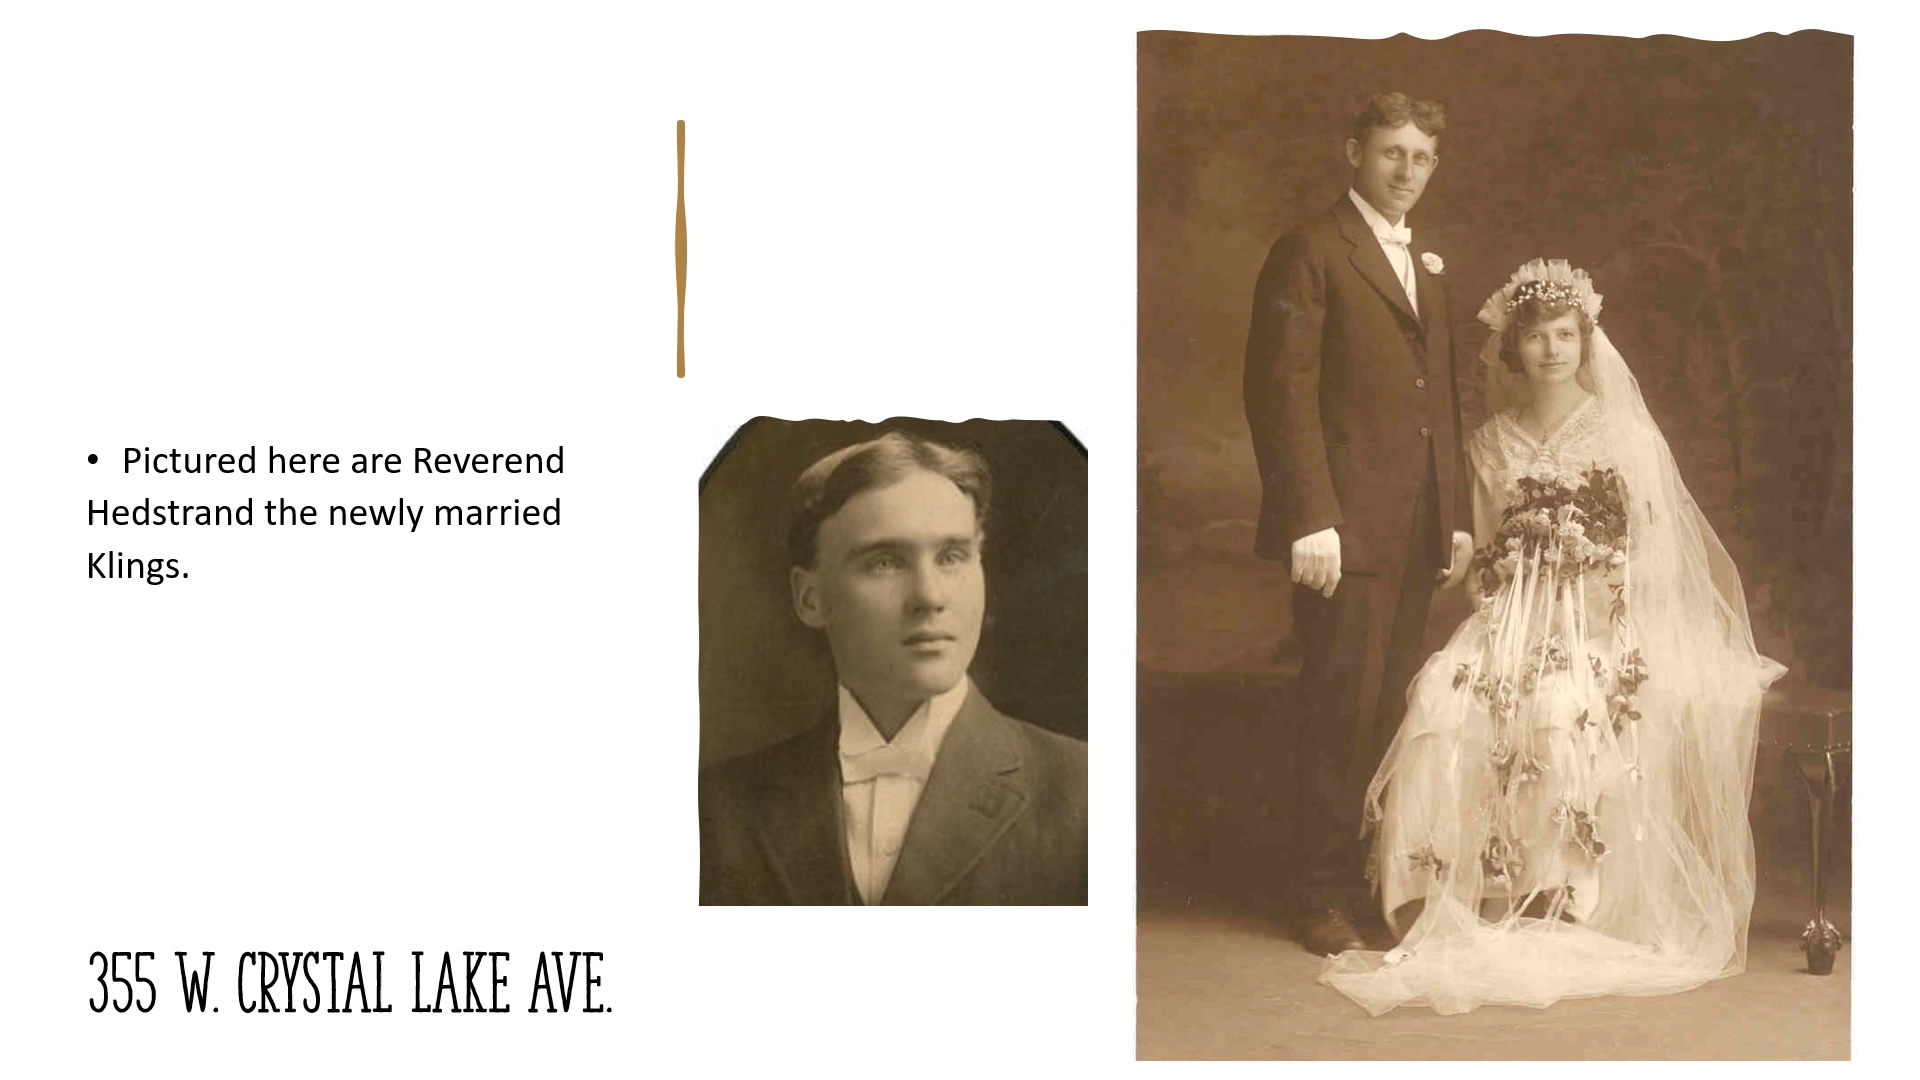 • Pictured here are Reverend
Hedstrand the newly married
Klings.
355 W. CRYSTAL LAKE AVE.